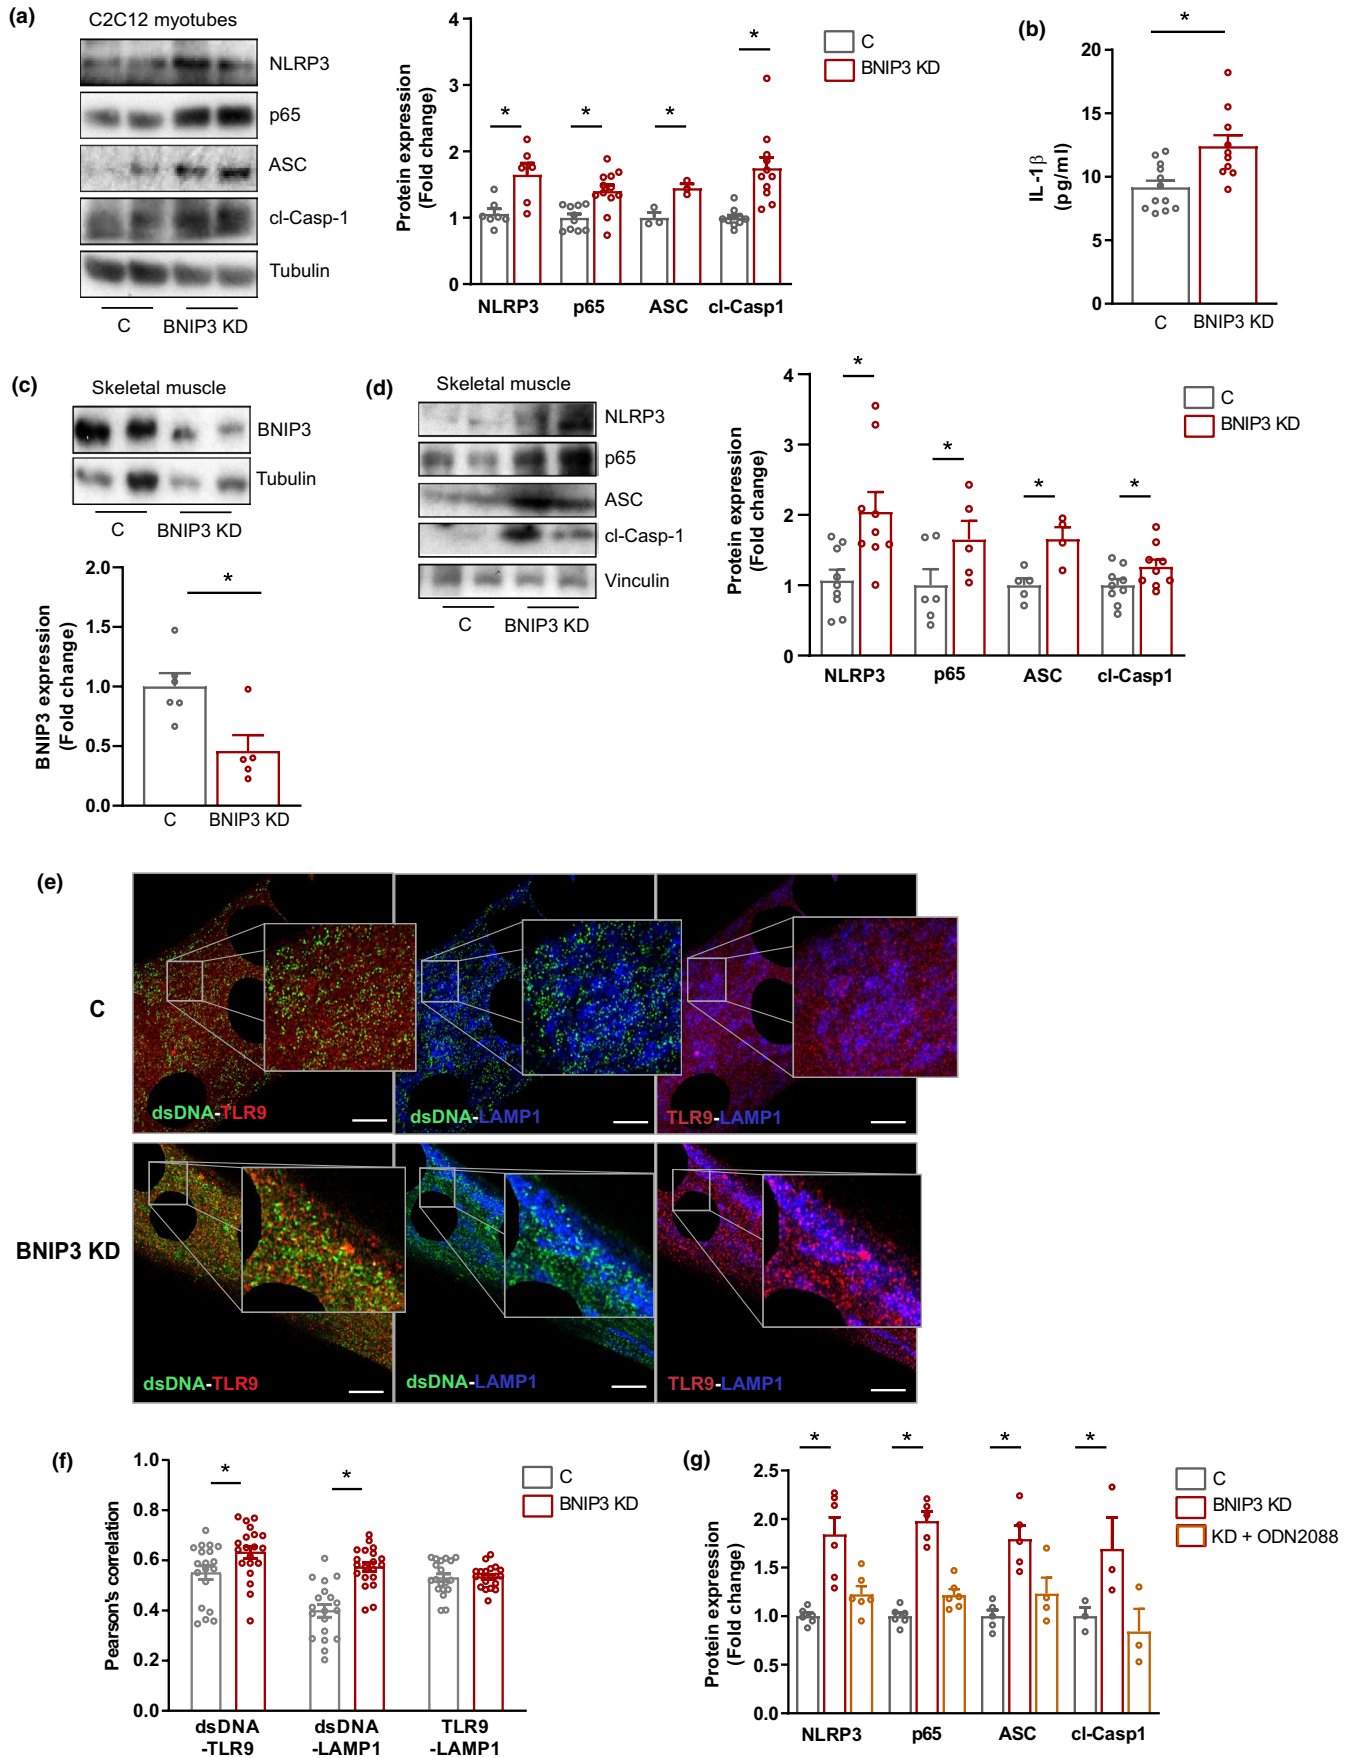 (a)
C2C12 myotubes
NLRP3
p65
ASC
cl-Casp-1
Tubulin
C
BNIP3 KD
Protein expression
(Fold change)
4
3
2
1
0
*
*
*
*
NLRP3
p65
ASC
cl-Casp1
C
BNIP3 KD
(b)
IL-1β
(pg/ml)
20
15
10
5
0
*
C
BNIP3 KD
(c)
Skeletal muscle
BNIP3
Tubulin
C
BNIP3 KD
BNIP3 expression
(Fold change)
2.0
1.5
1.0
0.5
0.0
*
C
BNIP3 KD
(d)
Skeletal muscle
NLRP3
p65
ASC
cl-Casp-1
Vinculin
C
BNIP3 KD
Protein expression
(Fold change)
4
3
2
1
0
*
*
*
*
NLRP3
p65
ASC
cl-Casp1
C
BNIP3 KD
(e)
C
dsDNA-TLR9
dsDNA-LAMP1
TLR9-LAMP1
BNIP3 KD
dsDNA-TLR9
dsDNA-LAMP1
TLR9-LAMP1
(f)
Pearson's correlation
1.0
0.8
0.6
0.4
0.2
0.0
*
*
dsDNA
-TLR9
dsDNA
-LAMP1
TLR9
-LAMP1
C
BNIP3 KD
(g)
Protein expression
(Fold change)
2.5
2.0
1.5
1.0
0.5
0.0
*
*
*
*
NLRP3
p65
ASC
cl-Casp1
C
BNIP3 KD
KD + ODN2088